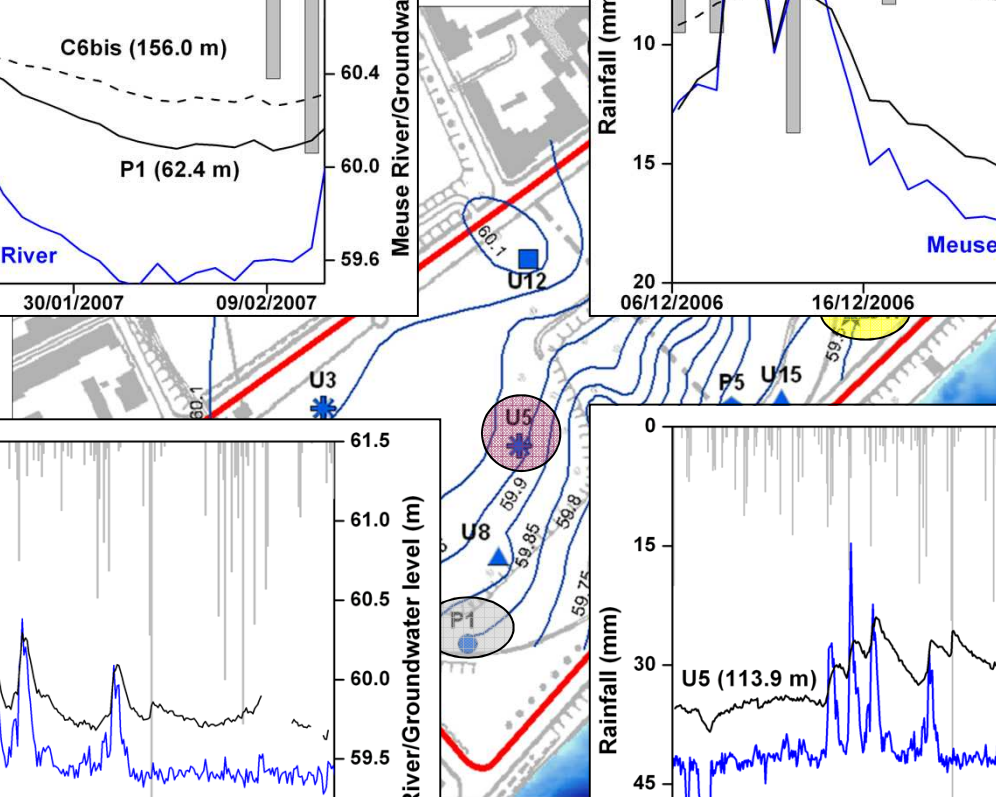 C6bis (156.0 m)
P1 (62.4 m)
River
60.4
60.0
59.6
30/01/2007
09/02/2007
Meuse River/Groundwa
Rainfall (mm
10
15
20
06/12/2006
16/12/2006
Meuse
60.1
U12
60.1
U3
U5
P5
U15
59.
59.9
59.85
59.8
59.75
U8
P1
61.5
61.0
60.5
60.0
59.5
River/Groundwater level (m)
Rainfall (mm)
0
15
30
45
U5 (113.9 m)